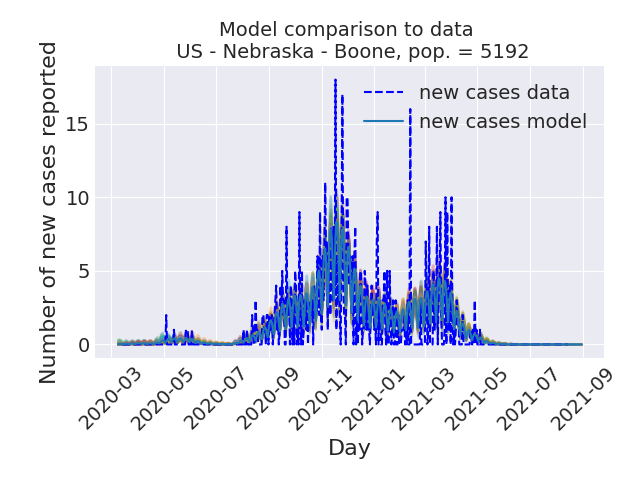 Model comparison to data
US - Nebraska - Boone, pop. = 5192
new cases data
new cases model
Number of new cases reported
15
10
5
0
2020-03
2020-05
2020-07
2020-09
2020-11
2021-01
2021-03
2021-05
2021-07
2021-09
Day